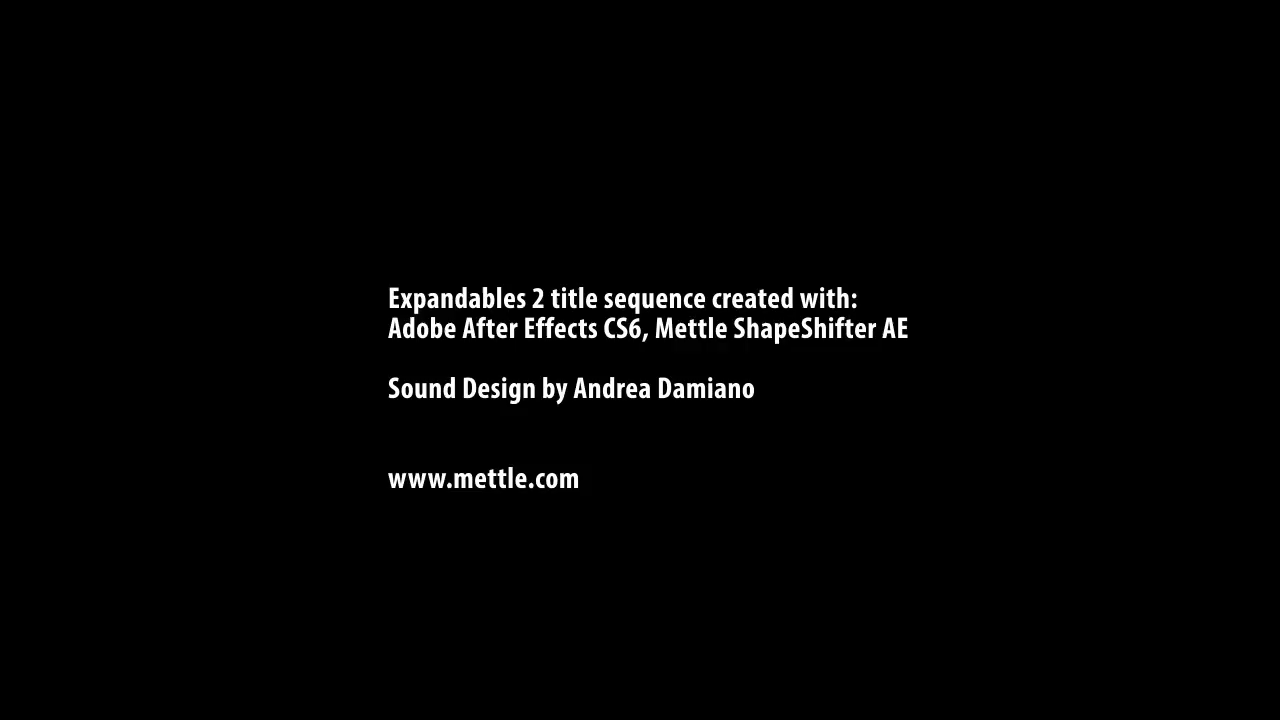 Expandables 2 title sequence created with:
Adobe After Effects CS6, Mettle ShapeShifter AE
Sound Design by Andrea Damiano
www.mettle.com